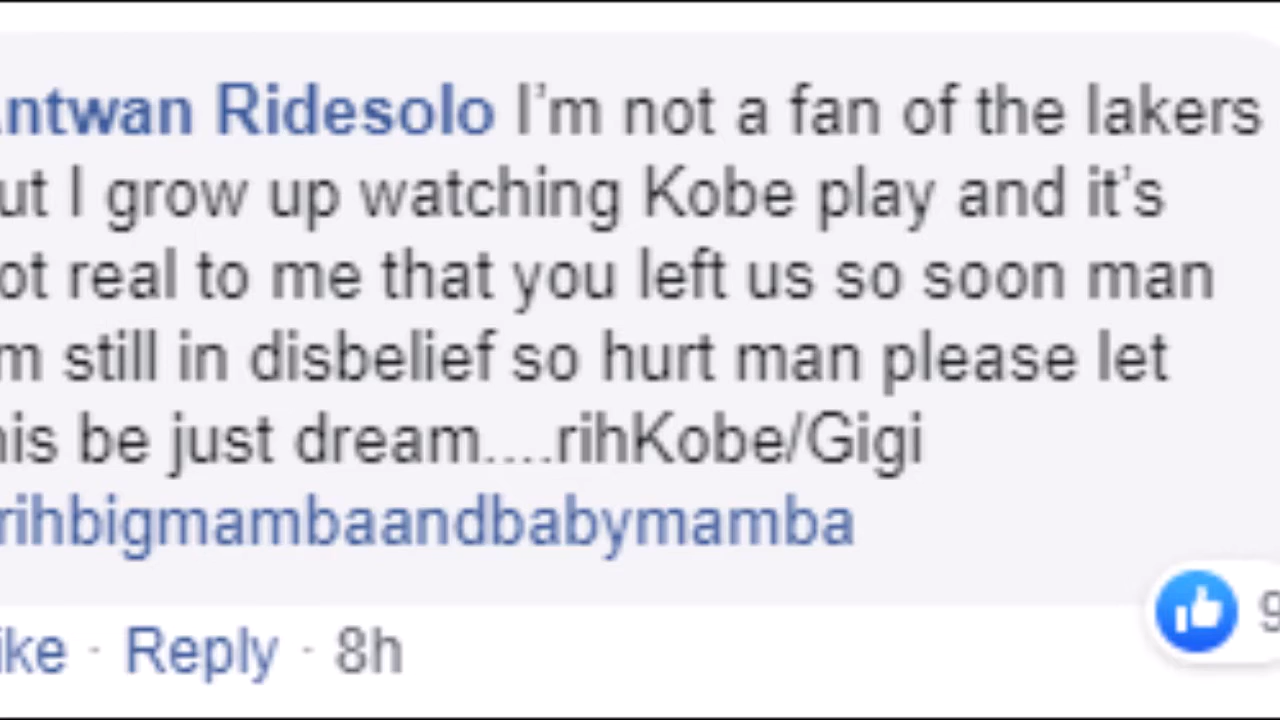 ntwan Ridesolo I'm not a fan of the lakers
ut I grow up watching Kobe play and it's
ot real to me that you left us so soon man
m still in disbelief so hurt man please let
his be just dream....rihKobe/Gigi
rihbigmambaandbabymamba
ike · Reply · 8h
9